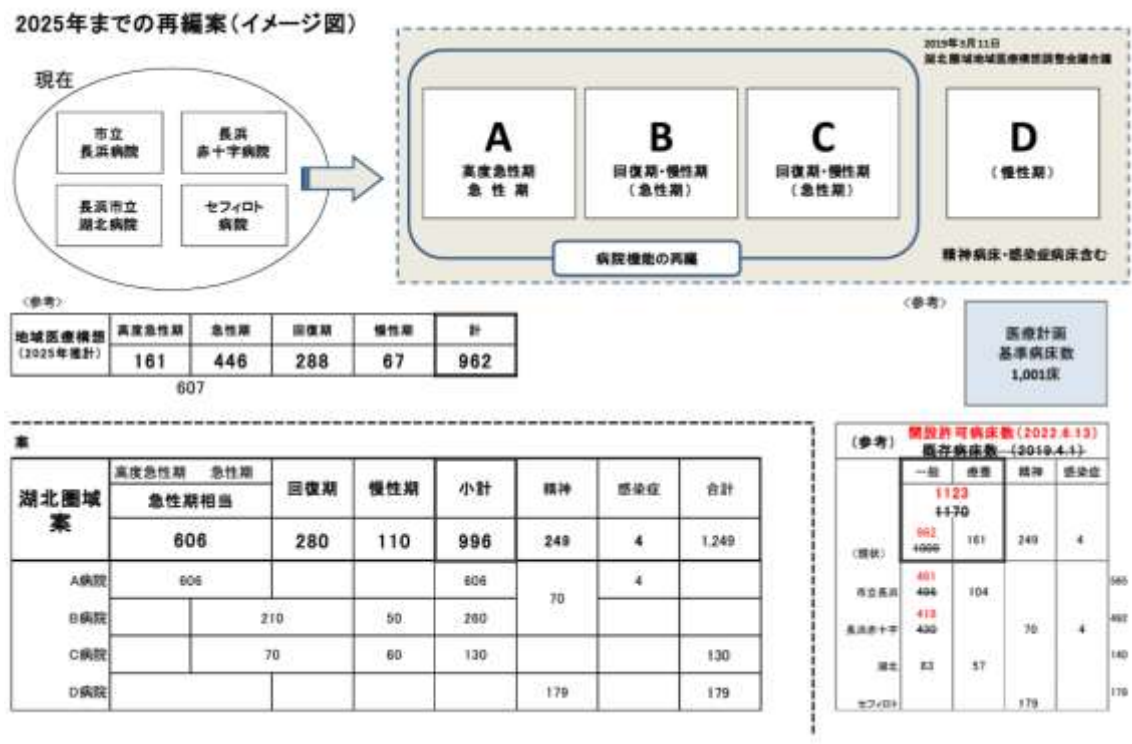 2025年までの再編案(イメージ図)
2019年3月11日
湖北圏域地域医療構想調整会議合議
現在
市立
長浜病院
長浜
赤十字病院
長浜市立
湖北病院
セフィロト
病院
A
高度急性期
急性期
B
回復期・慢性期
(急性期)
C
回復期・慢性期
(急性期)
D
(慢性期)
病院機能の再編
精神病床・感染症病床含む
〈参考〉
地域医療構想
(2025年推計)
高度急性期 急性期 回復期 慢性期 計
161 446 288 67 962
607
〈参考〉
医療計画
基準病床数
1,001床
案
湖北圏域
案
高度急性期 急性期
急性期相当
回復期 慢性期 小計 精神 感染症 合計
606 280 110 996 249 4 1,249
A病院 606 606 70 4
B病院 210 50 260
C病院 70 60 130 130
D病院 179 179
(参考)
開設許可病床数(2022.6.13)
既存病床数 (2019.4.1)
一般 療養 精神 感染症
1123
1170
962
(現状) 161 249 4
461
市立長浜 496 104 565
長浜赤十字 430 70 4 492
湖北 83 57 140
セフィロト 179 179